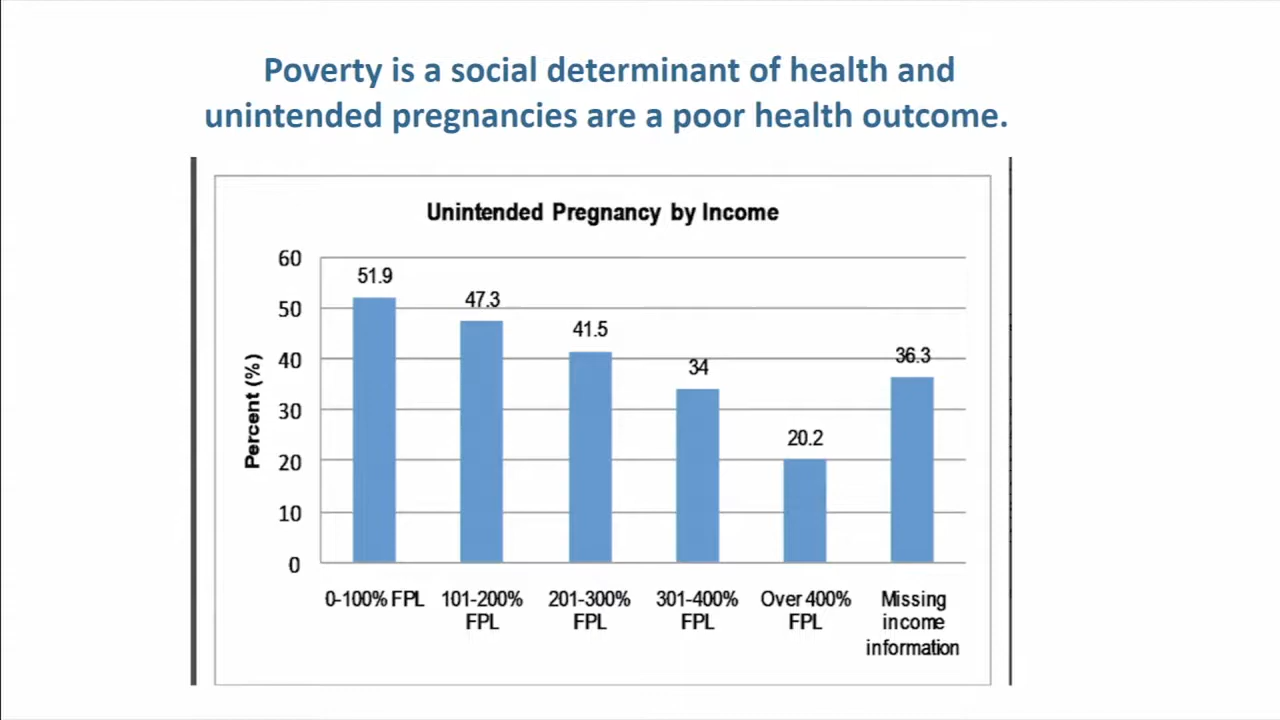 Poverty is a social determinant of health and
unintended pregnancies are a poor health outcome.
Unintended Pregnancy by Income
Percent (%)
60
50
40
30
20
10
0
51.9
47.3
41.5
34
20.2
36.3
0-100% FPL
101-200%
FPL
201-300%
FPL
301-400%
FPL
Over 400%
FPL
Missing
income
information